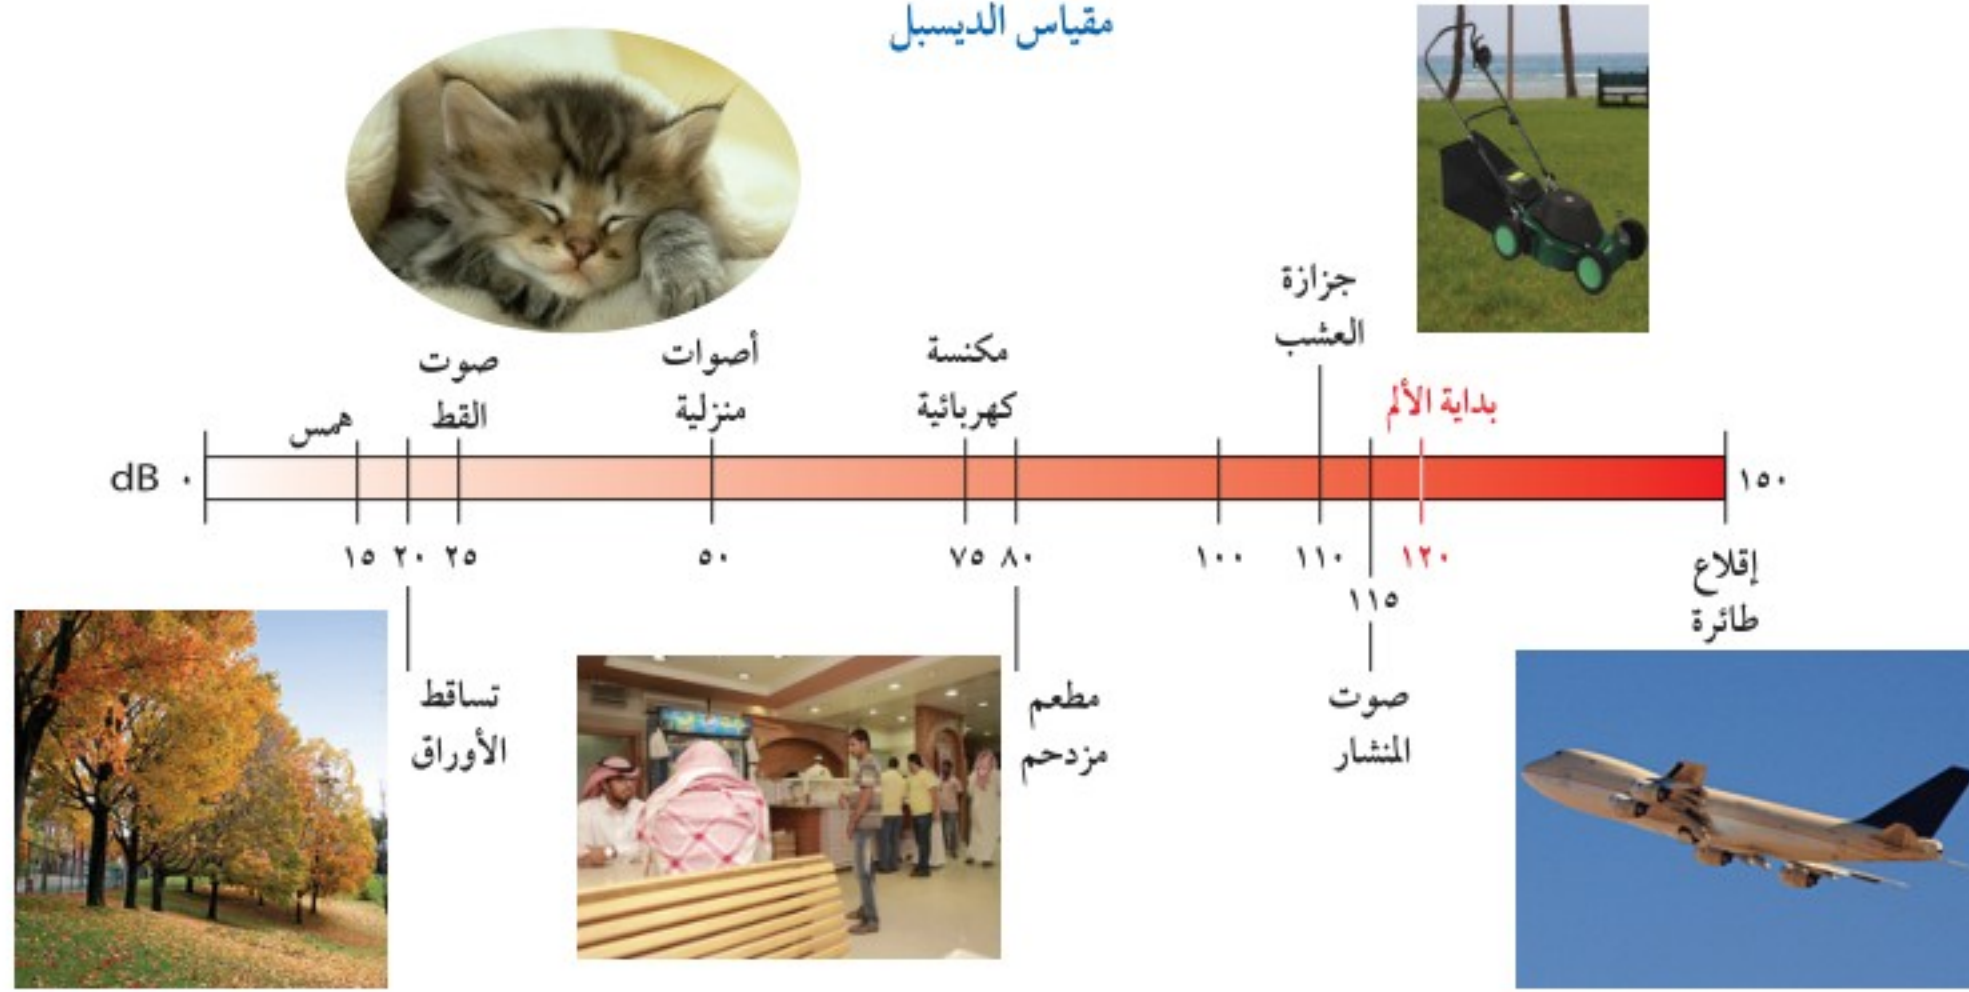 مقياس الديسبل
جزازة
العشب
صوت
القط
أصوات
منزلية
مكنسة
كهربائية
همس
بداية الألم
dB ٠
١٥٠
١٥ ٢٠ ٢٥ ٥٠ ٧٥ ٨٠ ١٠٠ ١١٠ ١٢٠
١١٥
إقلاع
طائرة
تساقط
الأوراق
مطعم
مزدحم
صوت
المنشار